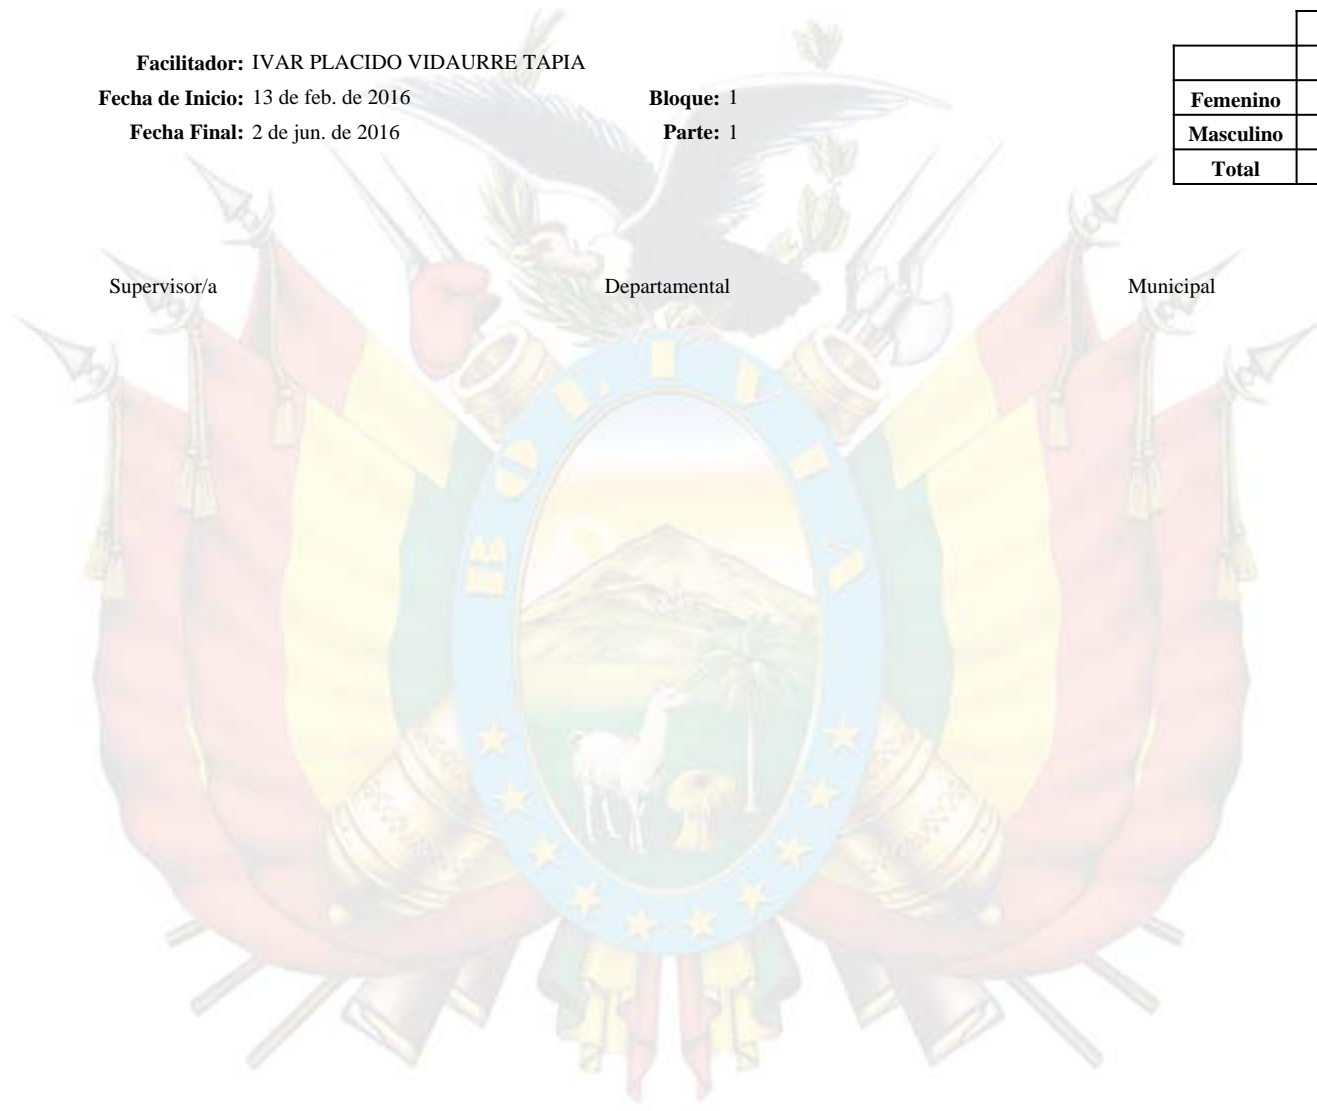 Facilitador: IVAR PLACIDO VIDAURRE TAPIA
Fecha de Inicio: 13 de feb. de 2016 Bloque: 1
Fecha Final: 2 de jun. de 2016 Parte: 1
Femenino
Masculino
Total
Supervisor/a Departamental Municipal
BOLIVIA